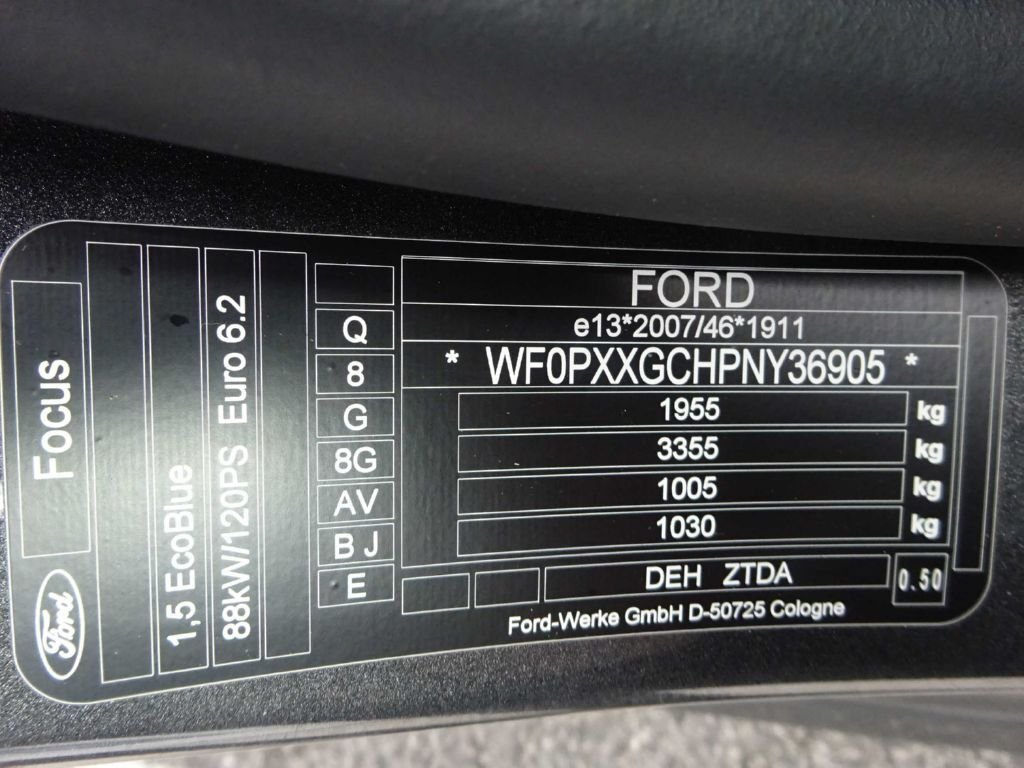 Focus
Ford
1,5 EcoBlue
88kW/120PS Euro 6.2
Q
8
G
8G
AV
B J
E
FORD
e13*2007/46*1911
* WF0PXXGCHPNY36905 *
1955 kg
3355 kg
1005 kg
1030 kg
DEH ZTDA 0.50
Ford-Werke GmbH D-50725 Cologne